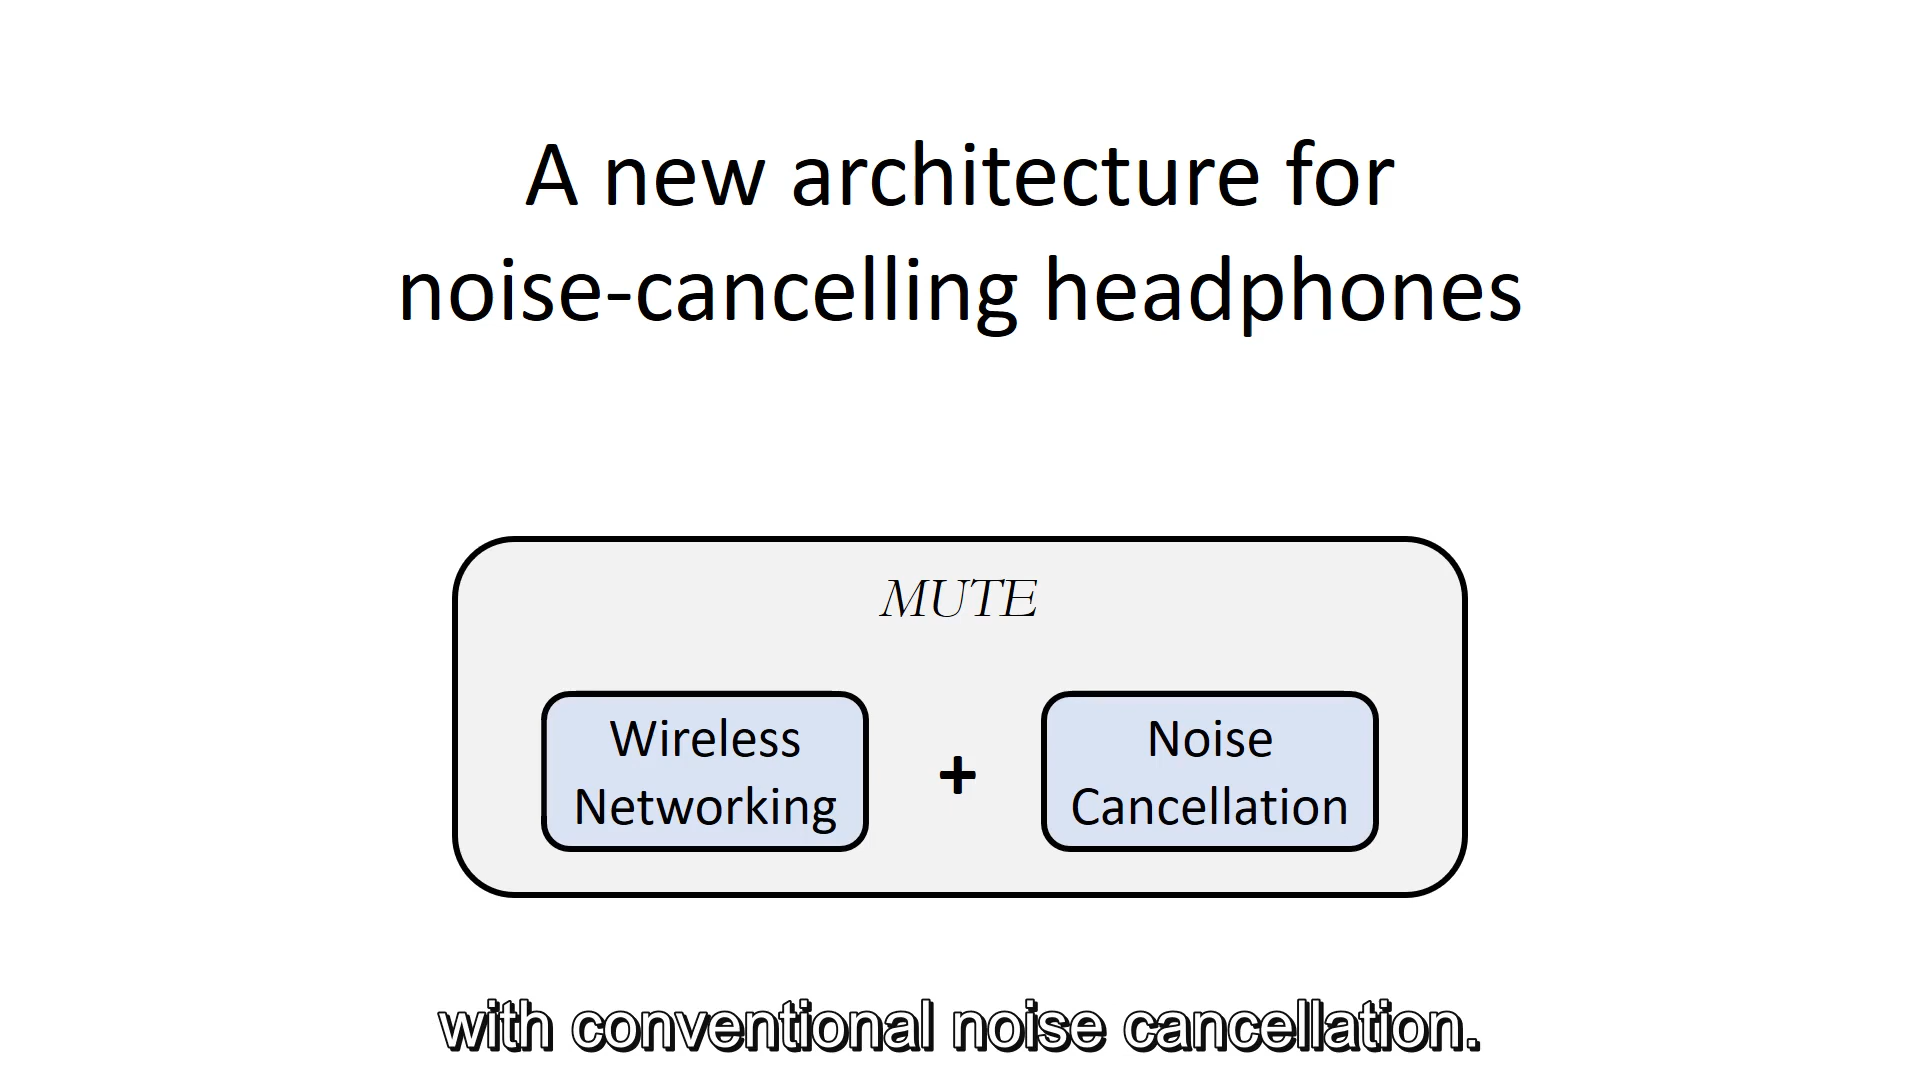 A new architecture for
noise-cancelling headphones
MUTE
Wireless
Networking
+
Noise
Cancellation
with conventional noise cancellation.